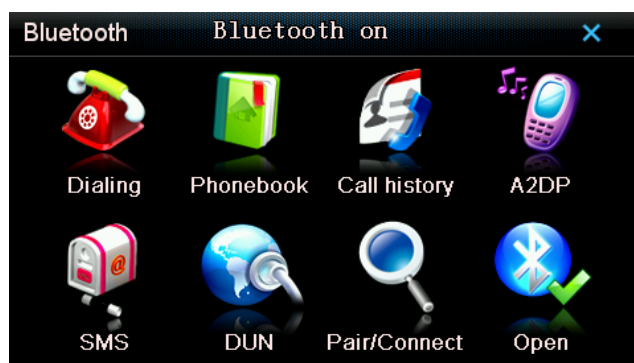 Bluetooth Bluetooth on
Dialing Phonebook Call history A2DP
SMS DUN Pair/Connect Open